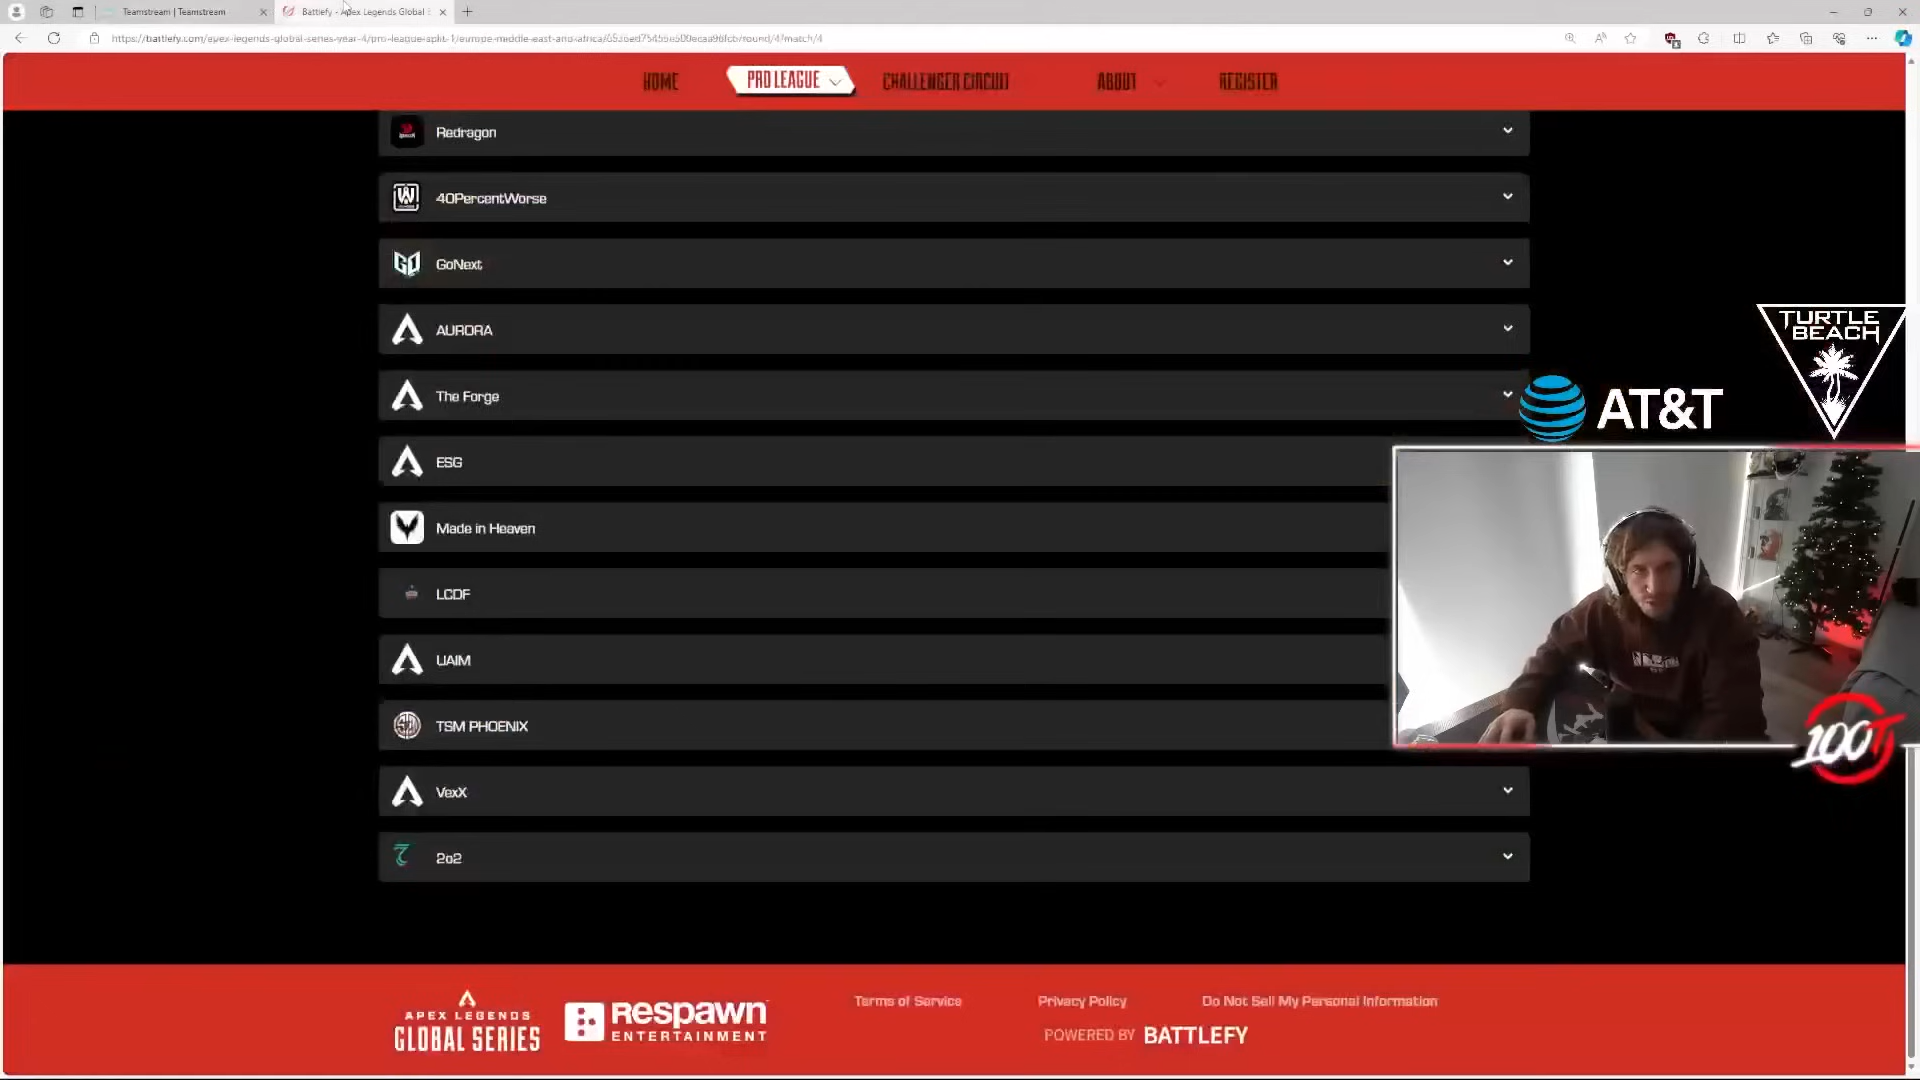 Teamstream | Teamstream
Battlefy - Apex Legends Global S
HOME
PRO LEAGUE
CHALLENGER CIRCUIT
ABOUT
REGISTER
Redragon
40PercentWorse
GoNext
AURORA
The Forge
ESG
Made in Heaven
LCDF
UAIM
TSM PHOENIX
VexX
2o2
TURTLE
BEACH
AT&T
100T
APEX LEGENDS
GLOBAL SERIES
RESPAWN
ENTERTAINMENT
Terms of Service
Privacy Policy
Do Not Sell My Personal Information
POWERED BY BATTLEFY